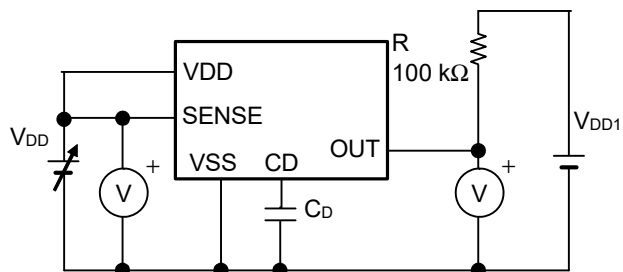 R
100 kΩ
VDD
SENSE
VDD
VDD1
OUT
VSS CD
+
V
+
V
CD